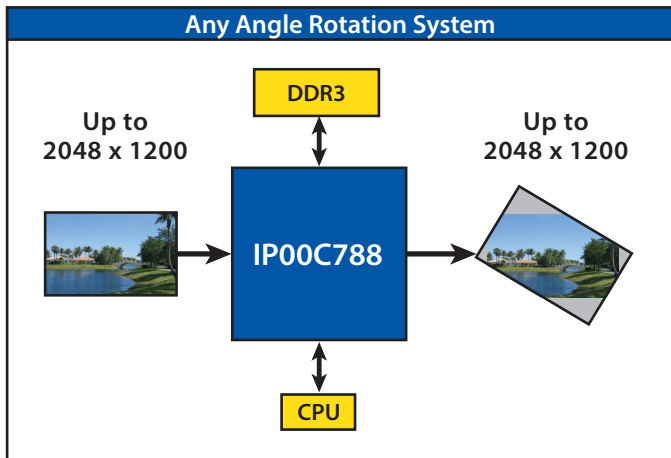 Any Angle Rotation System
DDR3
Up to
2048 x 1200
Up to
2048 x 1200
IP00C788
CPU